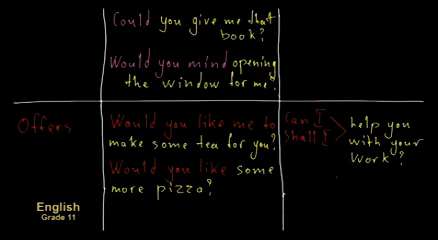 Could you give me that
book?
Would you mind opening
the window for me?
Offers
Would you like me to
make some tea for you?
Would you like some
more pizza?
Can I
Shall I
help you
with your
work?
English
Grade 11